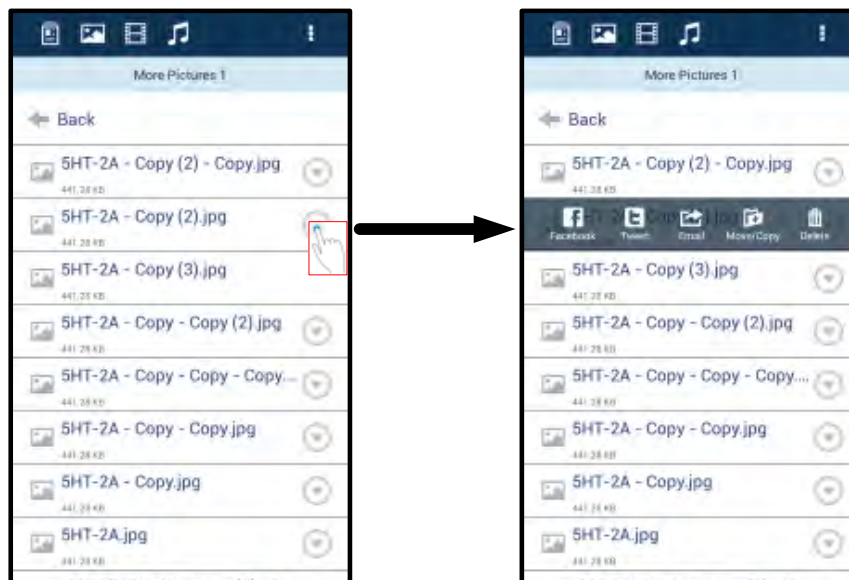 More Pictures 1
Back
5HT-2A - Copy (2) - Copy.jpg
441.28 KB
5HT-2A - Copy (2).jpg
441.28 KB
5HT-2A - Copy (3).jpg
441.28 KB
5HT-2A - Copy - Copy (2).jpg
441.28 KB
5HT-2A - Copy - Copy - Copy...
441.28 KB
5HT-2A - Copy - Copy.jpg
441.28 KB
5HT-2A - Copy.jpg
441.28 KB
5HT-2A.jpg
441.28 KB
More Pictures 1
Back
5HT-2A - Copy (2) - Copy.jpg
441.28 KB
Facebook Tweet Email Move/Copy Delete
5HT-2A - Copy (3).jpg
441.28 KB
5HT-2A - Copy - Copy (2).jpg
441.28 KB
5HT-2A - Copy - Copy - Copy....
441.28 KB
5HT-2A - Copy - Copy.jpg
441.28 KB
5HT-2A - Copy.jpg
441.28 KB
5HT-2A.jpg
441.28 KB